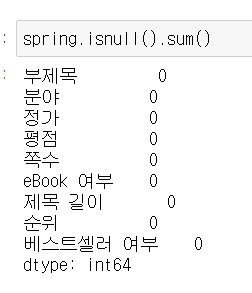 spring.isnull().sum()
부제목 0
분야 0
정가 0
평점 0
쪽수 0
eBook 여부 0
제목 길이 0
순위 0
베스트셀러 여부 0
dtype: int64